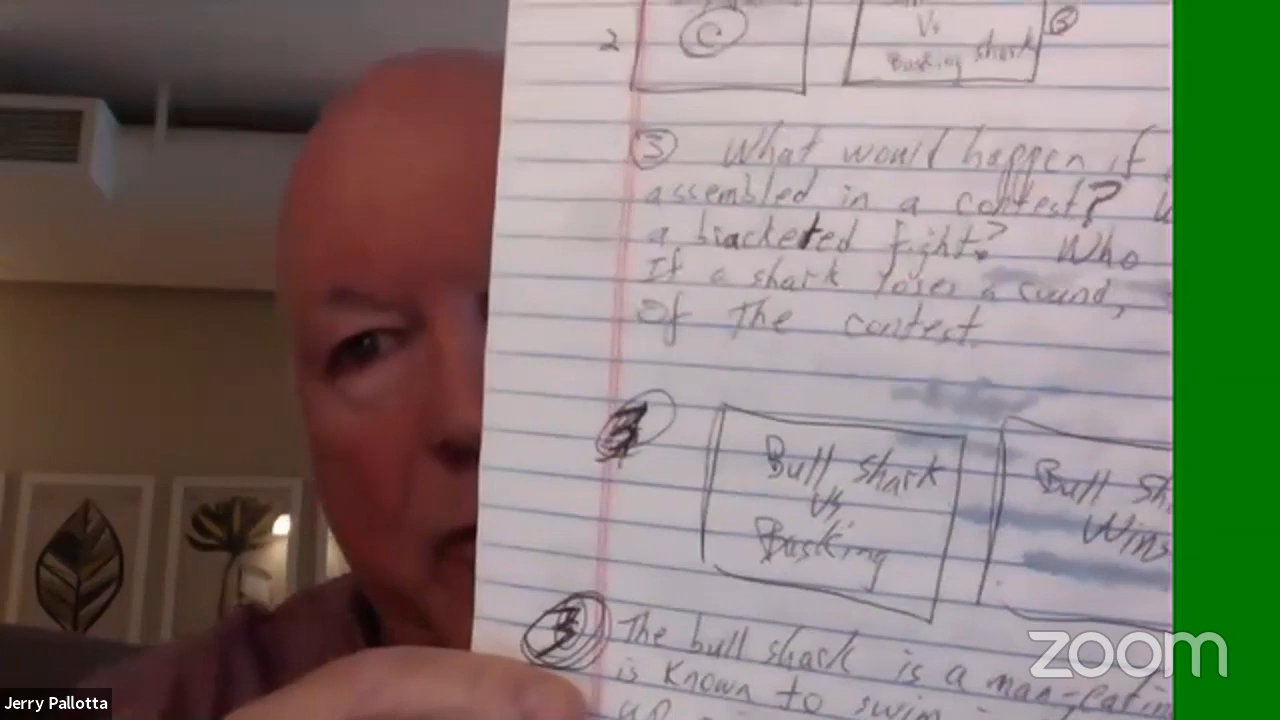 2
C
Vs
Basking shark
3 What would happen if
assembled in a contest?
a bracketed fight? Who
If a shark loses a round,
Of The contest.
Bull shark
Vs
Basking
Bull Sh
Wins
3 The bull shark is a man-eating
is known to swim
up
zoom
Jerry Pallotta